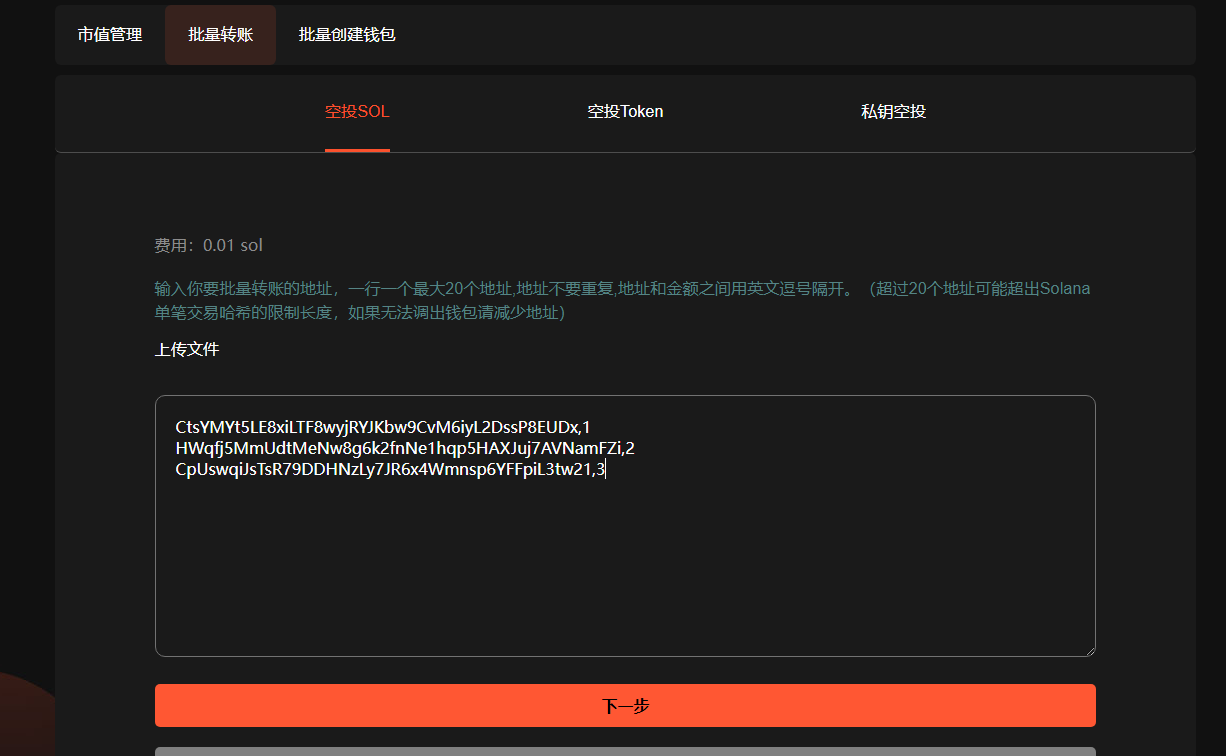 市值管理
批量转账
批量创建钱包
空投SOL
空投Token
私钥空投
费用：0.01 sol
输入你要批量转账的地址，一行一个最大20个地址,地址不要重复,地址和金额之间用英文逗号隔开。（超过20个地址可能超出Solana
单笔交易哈希的限制长度，如果无法调出钱包请减少地址）
上传文件
CtsYMYt5LE8xiLTF8wyjRYJKbw9CvM6iyL2DssP8EUDx,1
HWqfj5MmUdtMeNw8g6k2fnNe1hqp5HAXJuj7AVNamFZi,2
CpUswqiJsTsR79DDHNzLy7JR6x4Wmnsp6YFFpiL3tw21,3
下一步